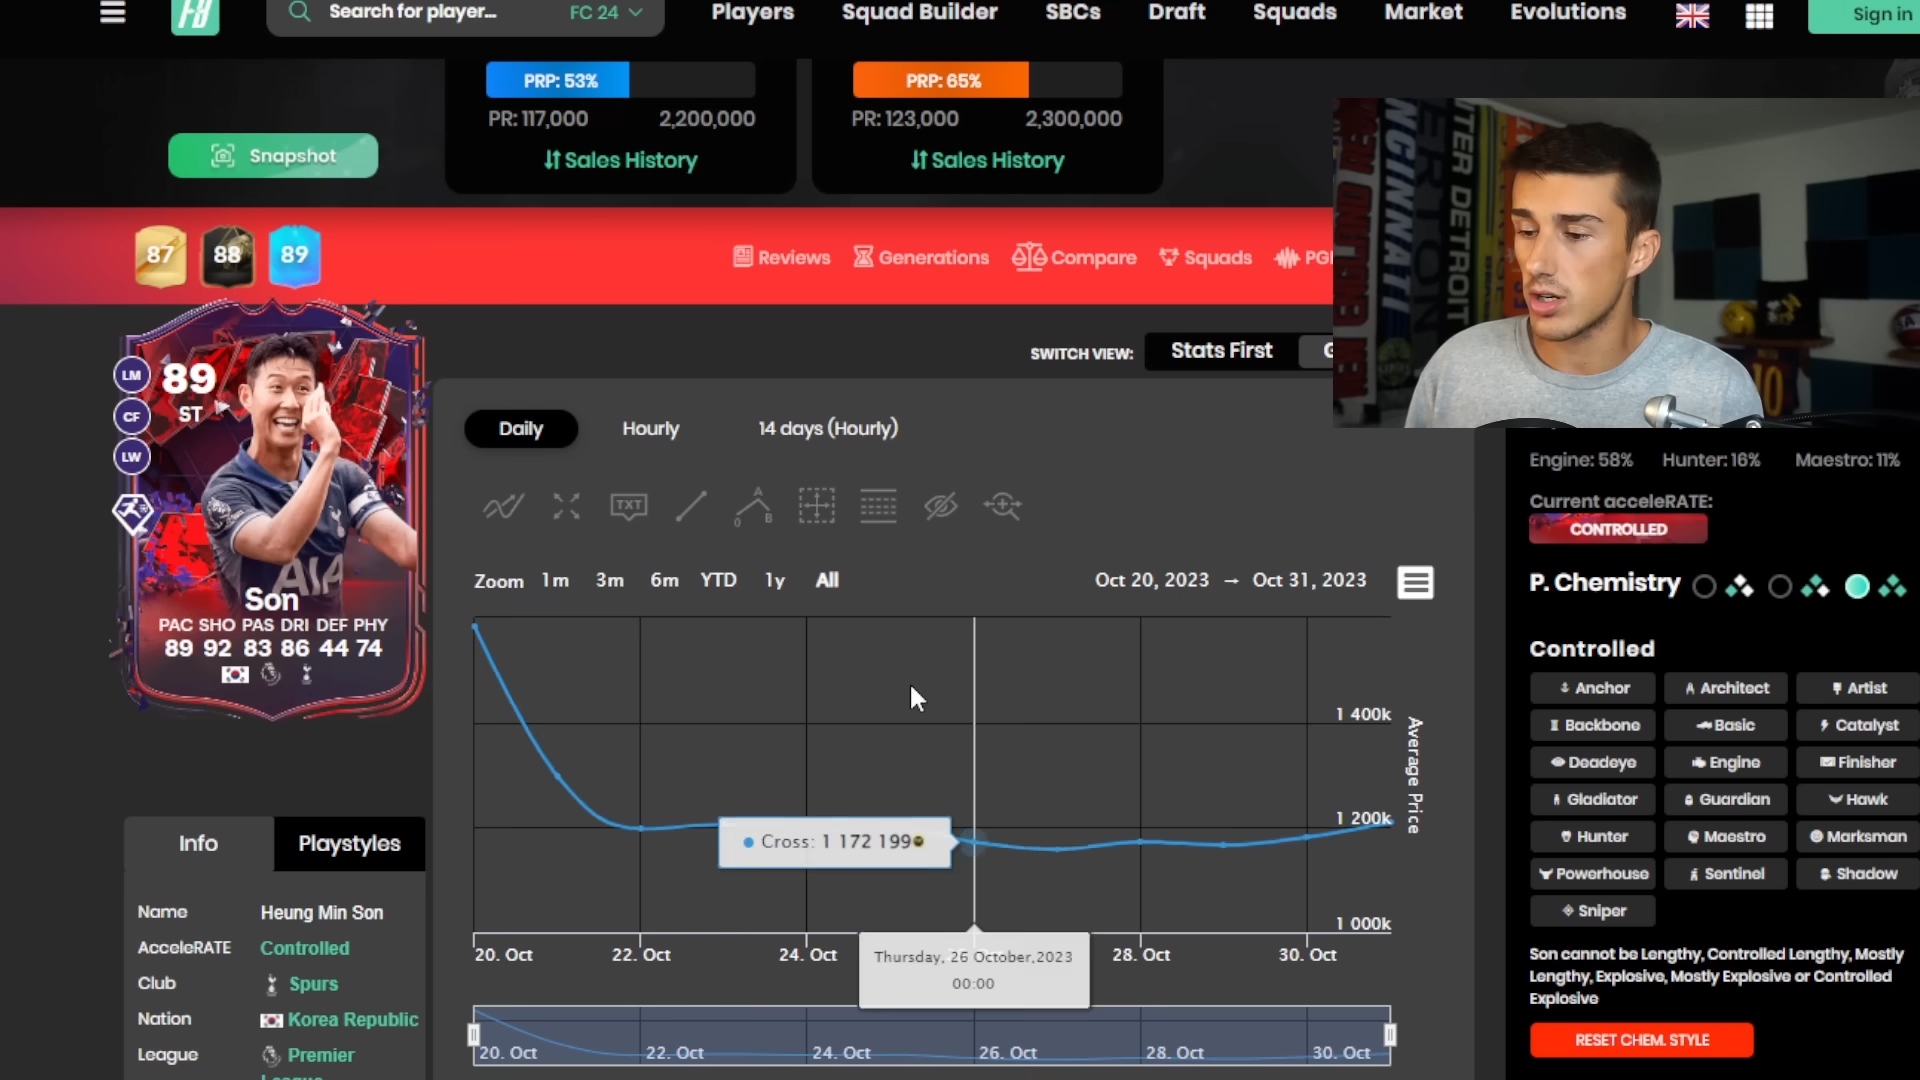 FB Search for player... FC 24 Players Squad Builder SBCs Draft Squads Market Evolutions Sign in
PRP: 53% PRP: 65%
PR: 117,000 2,200,000 PR: 123,000 2,300,000
Snapshot Sales History Sales History
87 88 89 Reviews Generations Compare Squads
SWITCH VIEW: Stats First
LM 89
ST
CF
LW
AIA
Son
PAC SHO PAS DRI DEF PHY
89 92 83 86 44 74
Daily Hourly 14 days (Hourly)
TXT A O B
Zoom 1m 3m 6m YTD 1y All Oct 20, 2023 → Oct 31, 2023
1 400k
1 200k
1 000k
Average Price
Cross: 1 172 199
20. Oct 22. Oct 24. Oct 28. Oct 30. Oct
Thursday, 26 October, 2023
00:00
20. Oct 22. Oct 24. Oct 26. Oct 28. Oct 30. Oct
Info Playstyles
Name Heung Min Son
AcceleRATE Controlled
Club Spurs
Nation Korea Republic
League Premier
NCINNATI
TER DETROIT
10
Engine: 58% Hunter: 16% Maestro: 11%
Current acceleRATE:
CONTROLLED
P. Chemistry
Controlled
Anchor Architect Artist
Backbone Basic Catalyst
Deadeye Engine Finisher
Gladiator Guardian Hawk
Hunter Maestro Marksman
Powerhouse Sentinel Shadow
Sniper
Son cannot be Lengthy, Controlled Lengthy, Mostly
Lengthy, Explosive, Mostly Explosive or Controlled
Explosive
RESET CHEM. STYLE